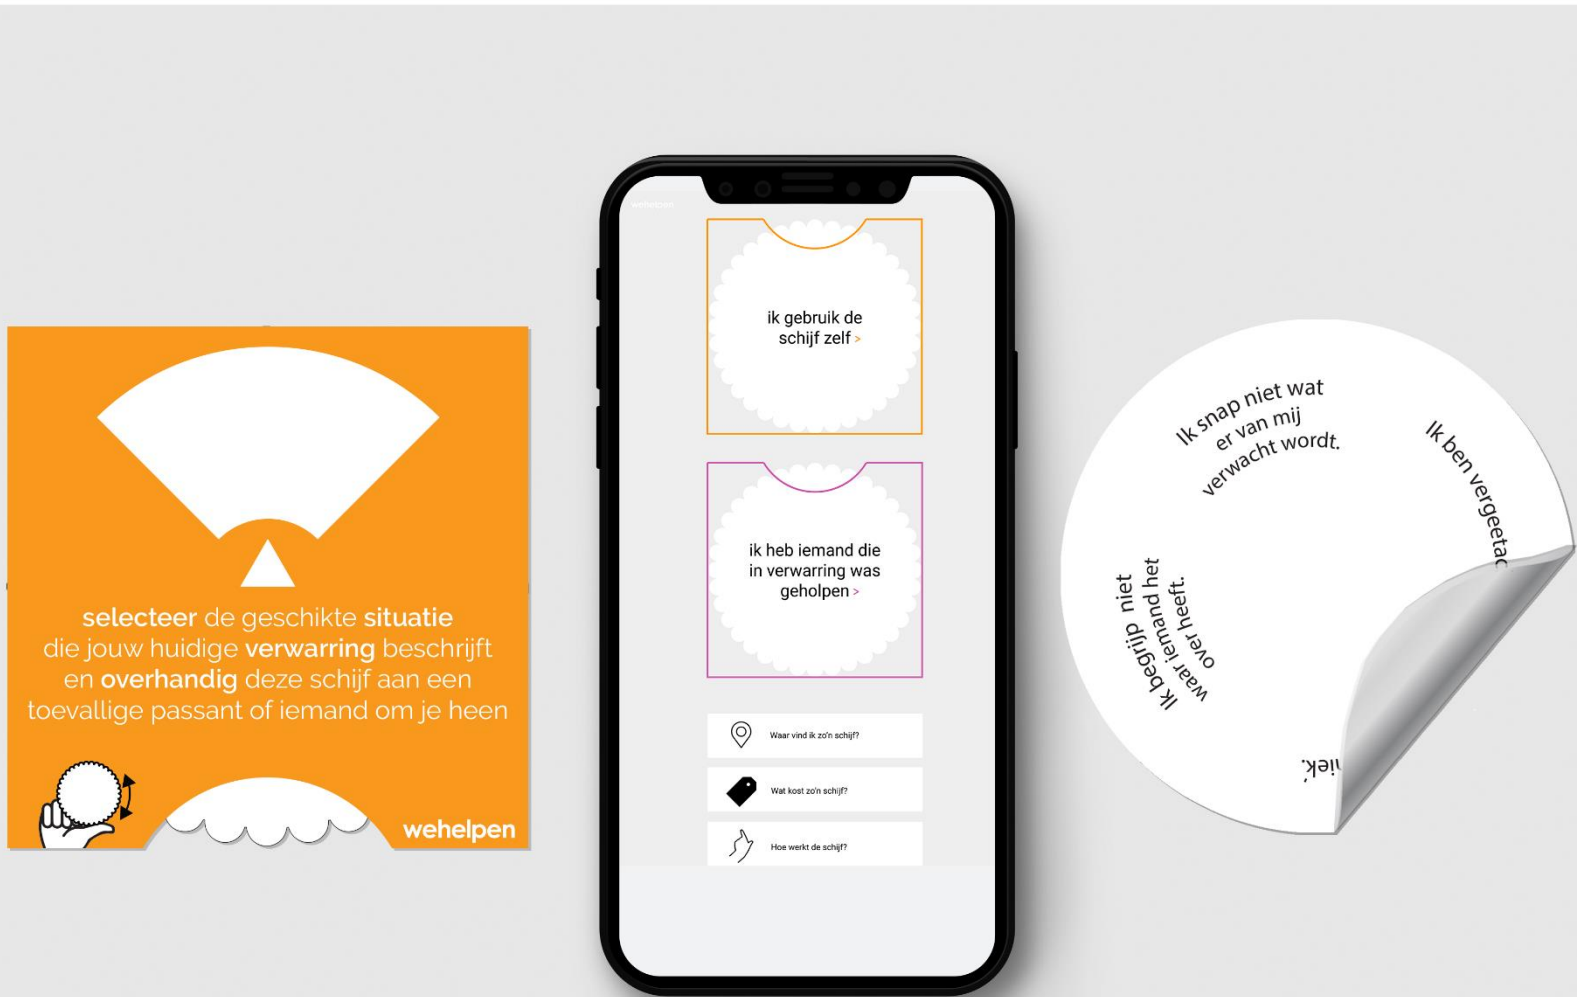 selecteer de geschikte situatie
die jouw huidige verwarring beschrijft
en overhandig deze schijf aan een
toevallige passant of iemand om je heen
wehelpen
wehelpen
ik gebruik de
schijf zelf >
ik heb iemand die
in verwarring was
geholpen >
Waar vind ik zo'n schijf?
Wat kost zo'n schijf?
Hoe werkt de schijf?
Ik snap niet wat
er van mij
verwacht wordt.
Ik ben vergeetac
Ik begrijp niet
waar iemand het
over heeft.
niek'.